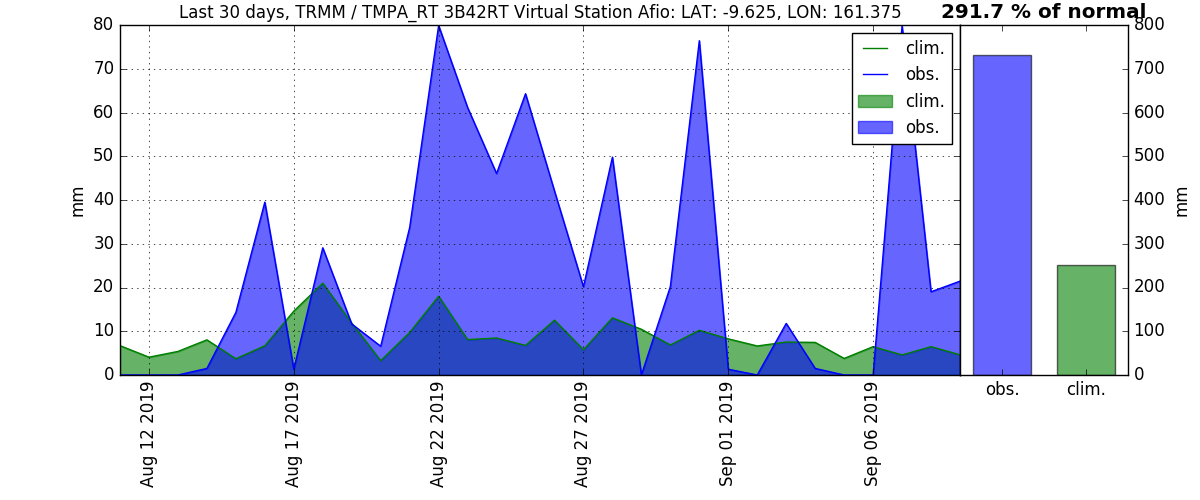 Last 30 days, TRMM / TMPA_RT 3B42RT Virtual Station Afio: LAT: -9.625, LON: 161.375
291.7 % of normal
80
70
60
50
40
30
20
10
0
mm
clim.
obs.
clim.
obs.
800
700
600
500
400
300
200
100
0
mm
obs.
clim.
Aug 12 2019
Aug 17 2019
Aug 22 2019
Aug 27 2019
Sep 01 2019
Sep 06 2019